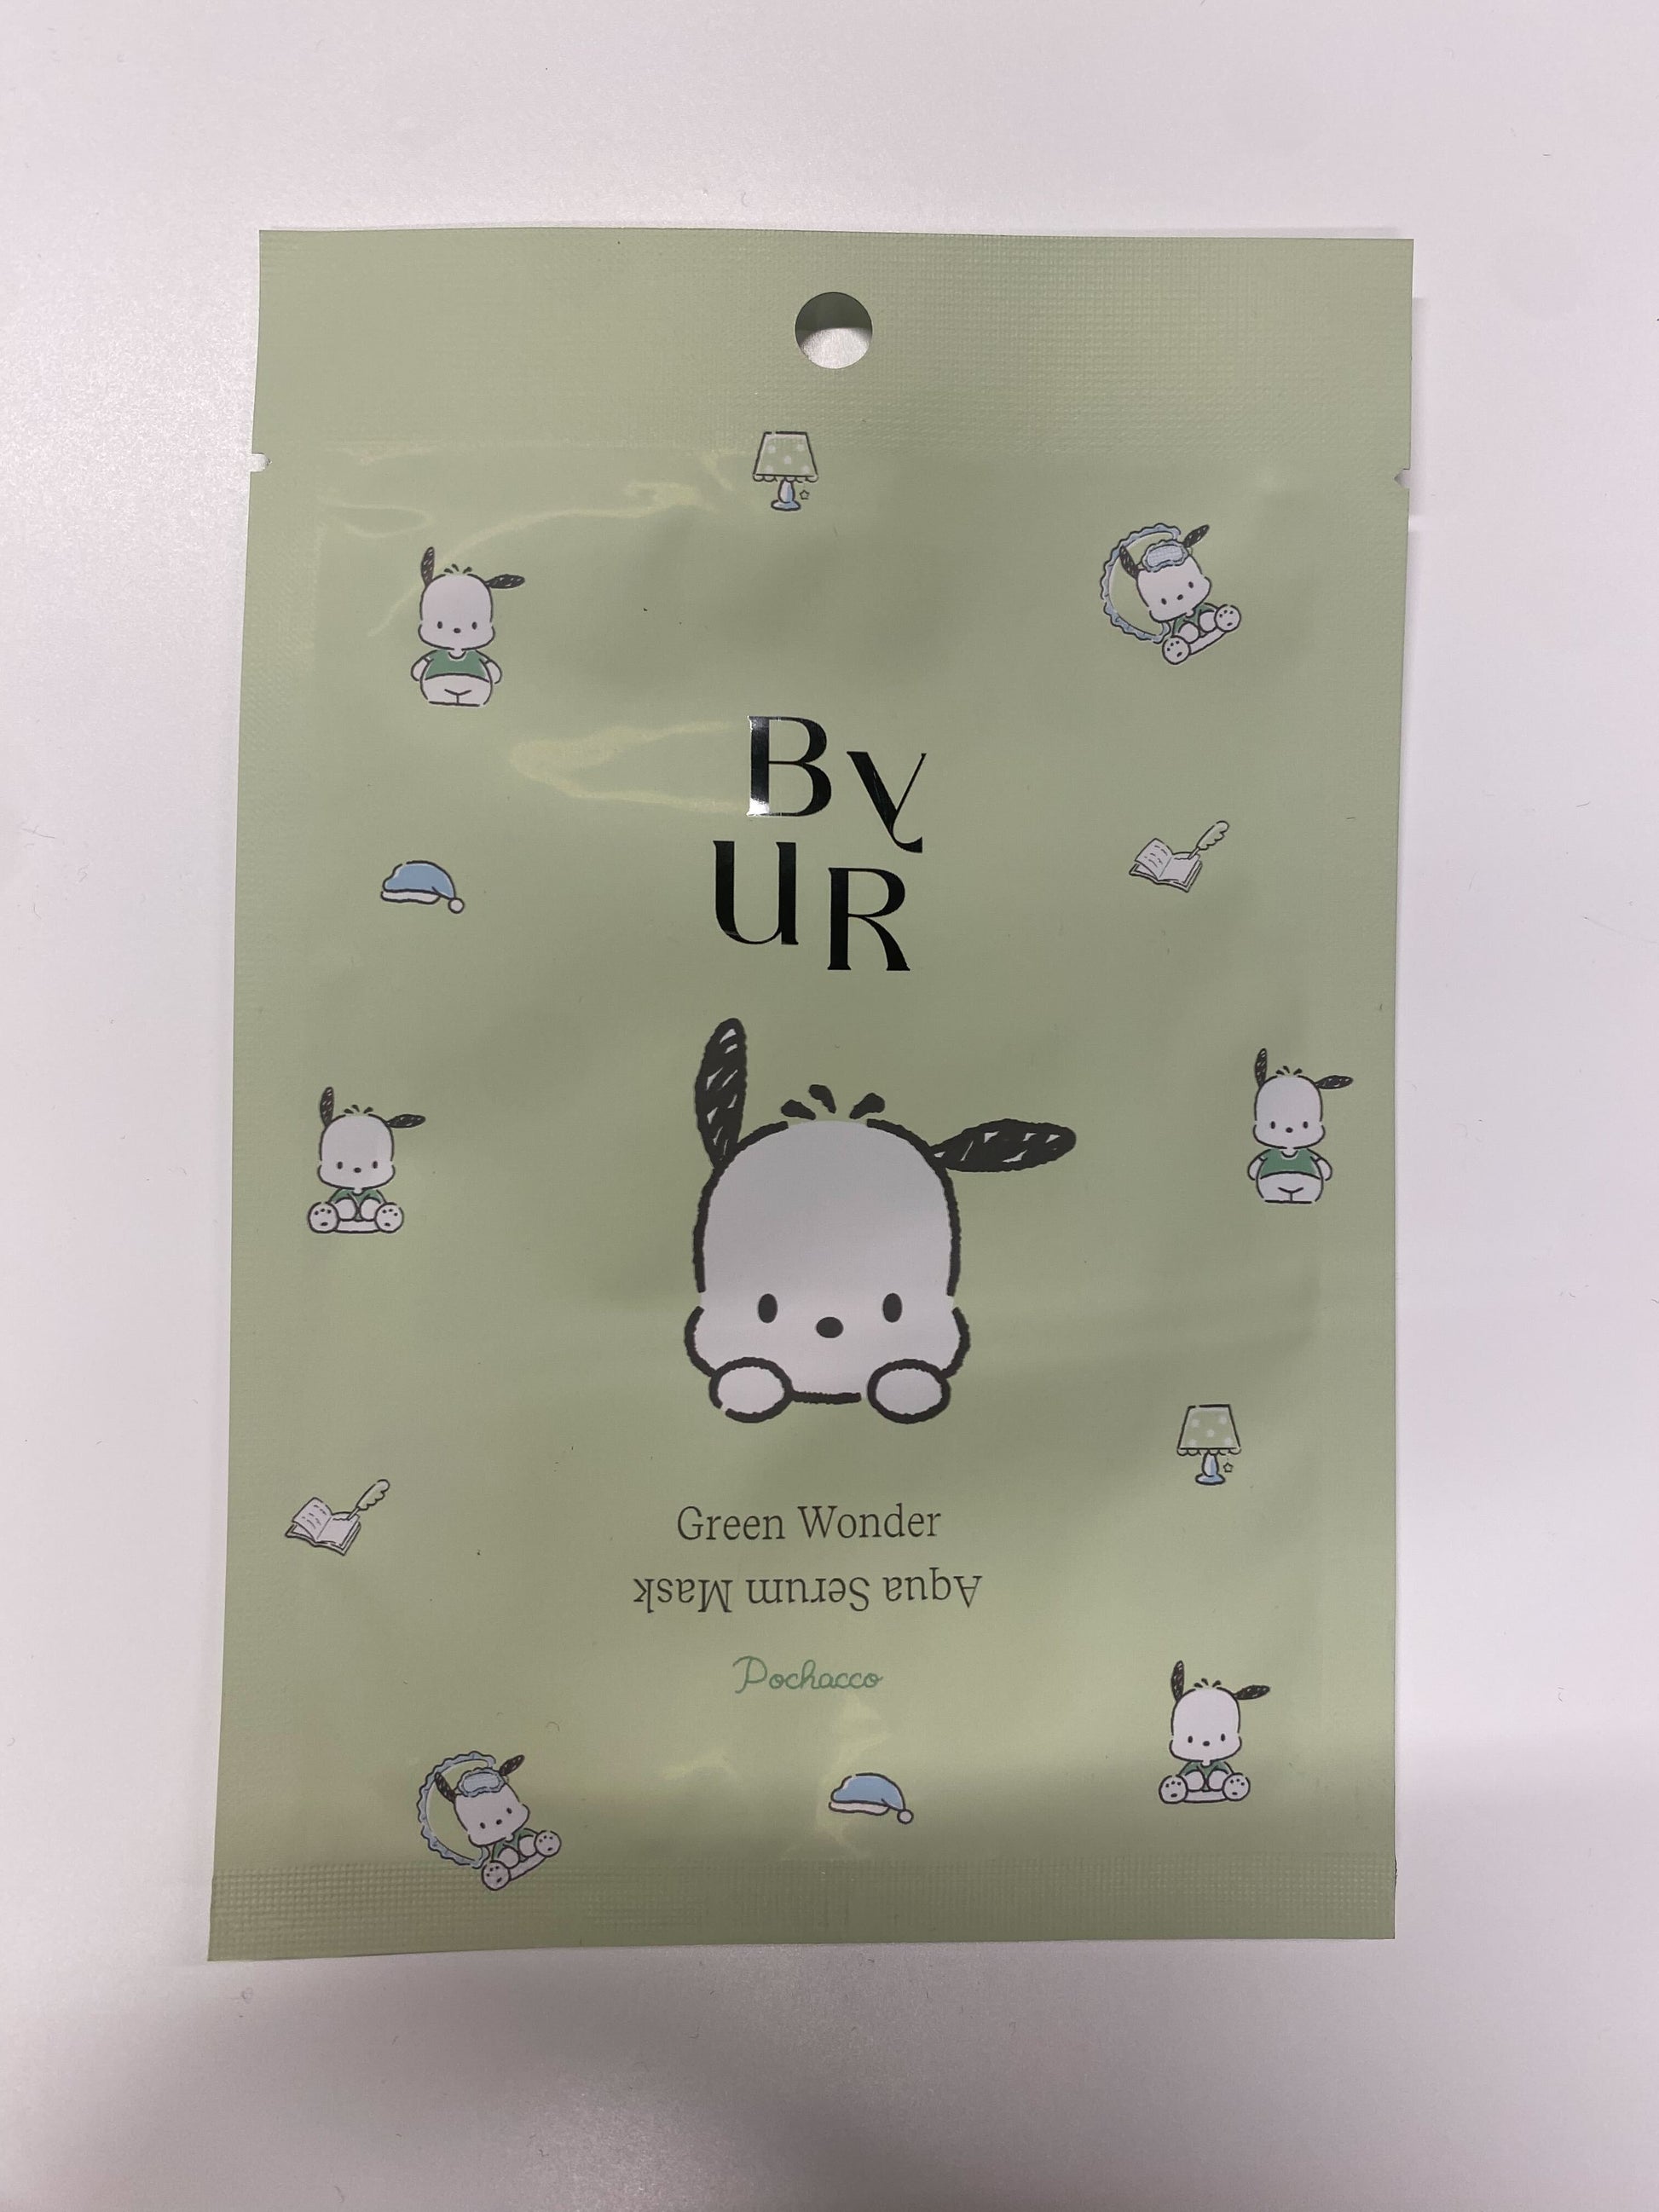 By
UR
Green Wonder
Aqua Serum Mask
Pochacco